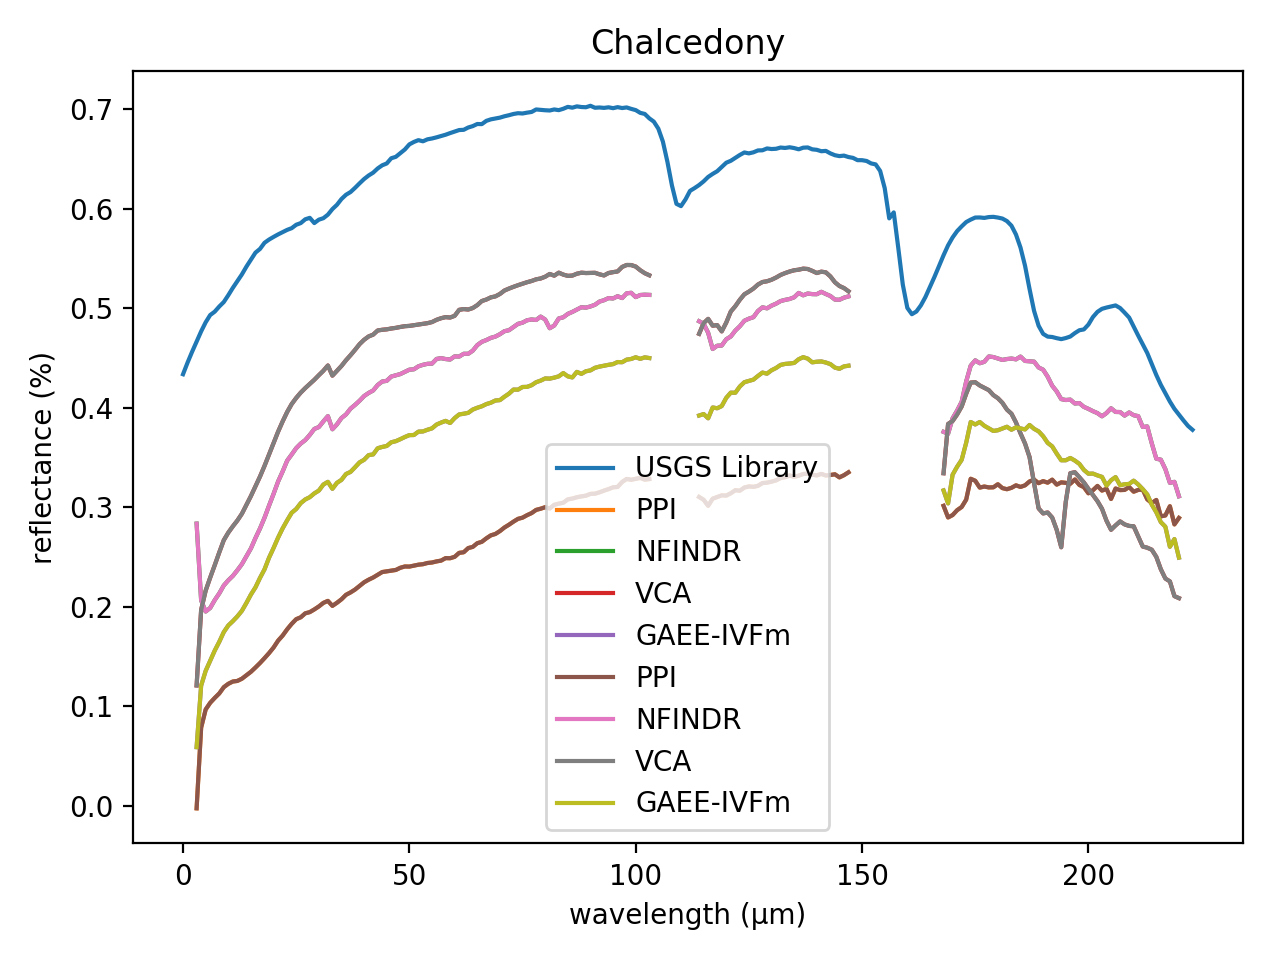 Chalcedony
0.7
0.6
0.5
0.4
0.3
0.2
0.1
0.0
reflectance (%)
USGS Library
PPI
NFINDR
VCA
GAEE-IVFm
PPI
NFINDR
VCA
GAEE-IVFm
0 50 100 150 200
wavelength (μm)